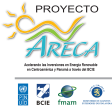 PROYECTO
ARECA
Acelerando las Inversiones en Energía Renovable
en Centroamérica y Panamá a través del BCIE
BCIE
fmam